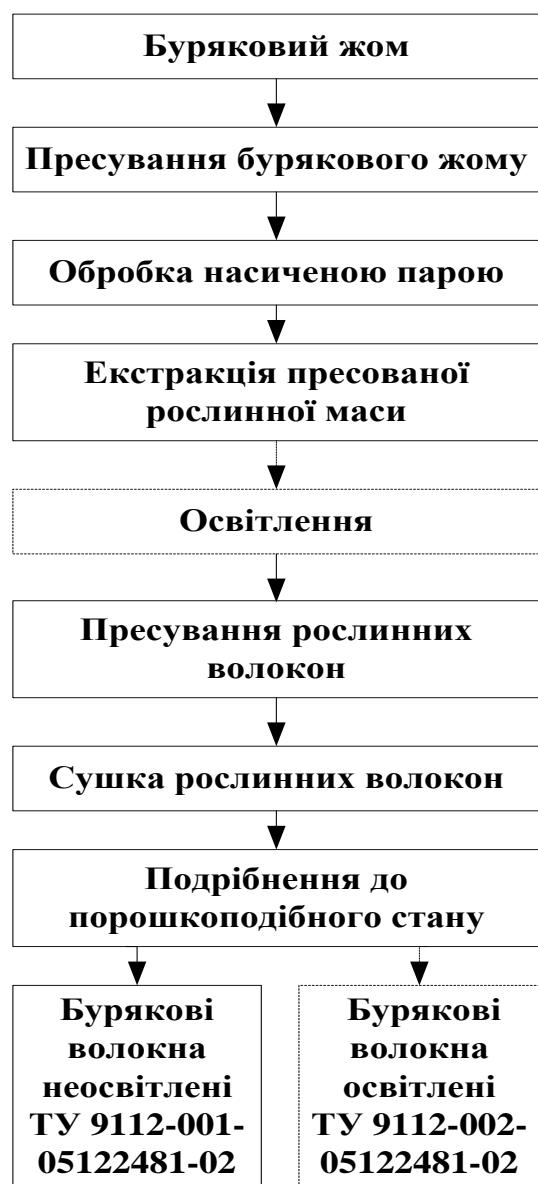 Буряковий жом
Пресування бурякового жому
Обробка насиченою парою
Екстракція пресованої
рослинної маси
Освітлення
Пресування рослинних
волокон
Сушка рослинних волокон
Подрібнення до
порошкоподібного стану
Бурякові
волокна
неосвітлені
ТУ 9112-001-
05122481-02
Бурякові
волокна
освітлені
ТУ 9112-002-
05122481-02